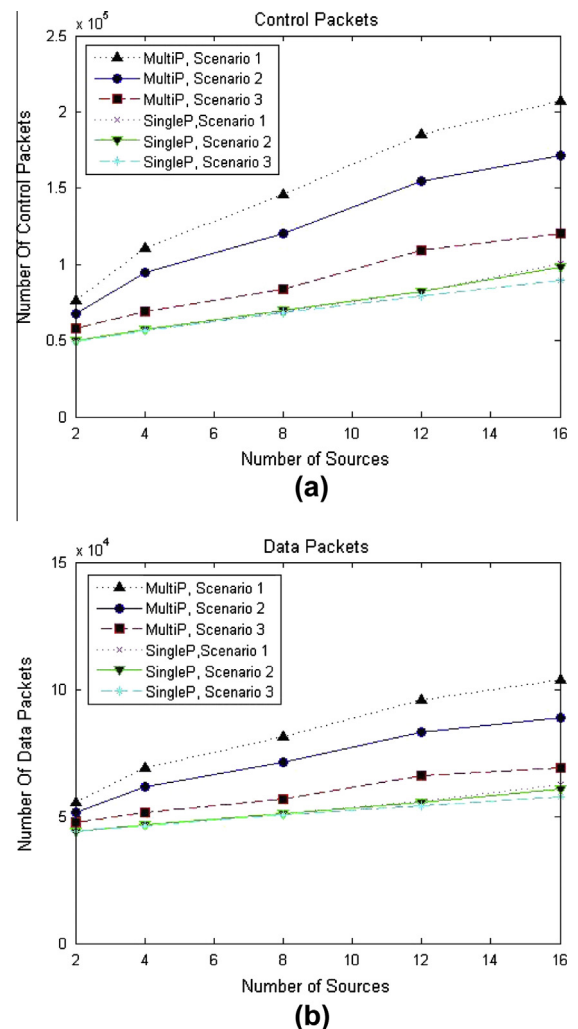 Control Packets
x 10⁵
2.5
2
1.5
1
0.5
0
Number Of Control Packets
MultiP, Scenario 1
MultiP, Scenario 2
MultiP, Scenario 3
SingleP,Scenario 1
SingleP, Scenario 2
SingleP, Scenario 3
2 4 6 8 10 12 14 16
Number of Sources
(a)
Data Packets
x 10⁴
15
10
5
0
Number Of Data Packets
MultiP, Scenario 1
MultiP, Scenario 2
MultiP, Scenario 3
SingleP,Scenario 1
SingleP, Scenario 2
SingleP, Scenario 3
2 4 6 8 10 12 14 16
Number of Sources
(b)